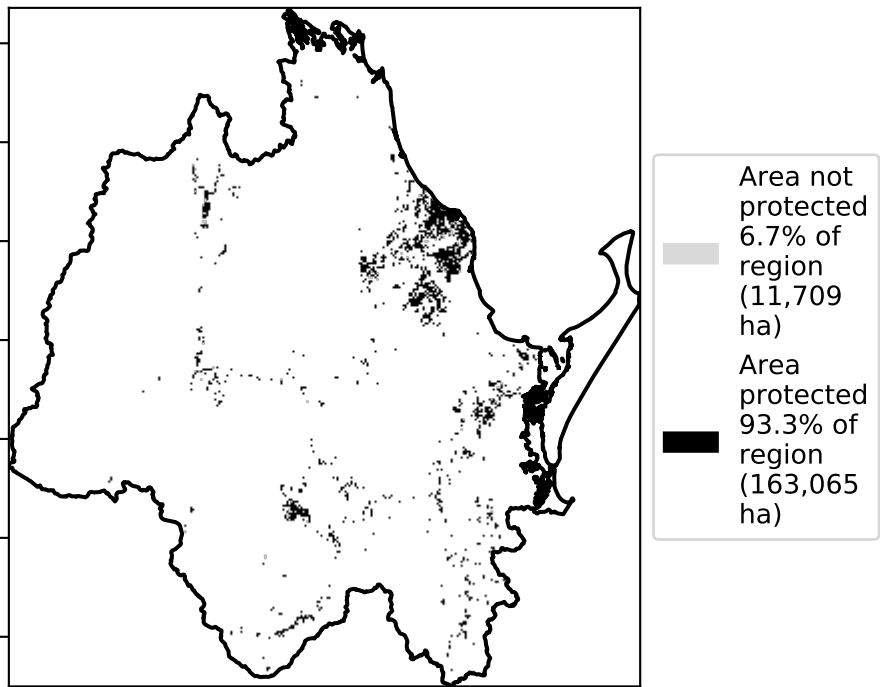 Area not
protected
6.7% of
region
(11,709
ha)
Area
protected
93.3% of
region
(163,065
ha)